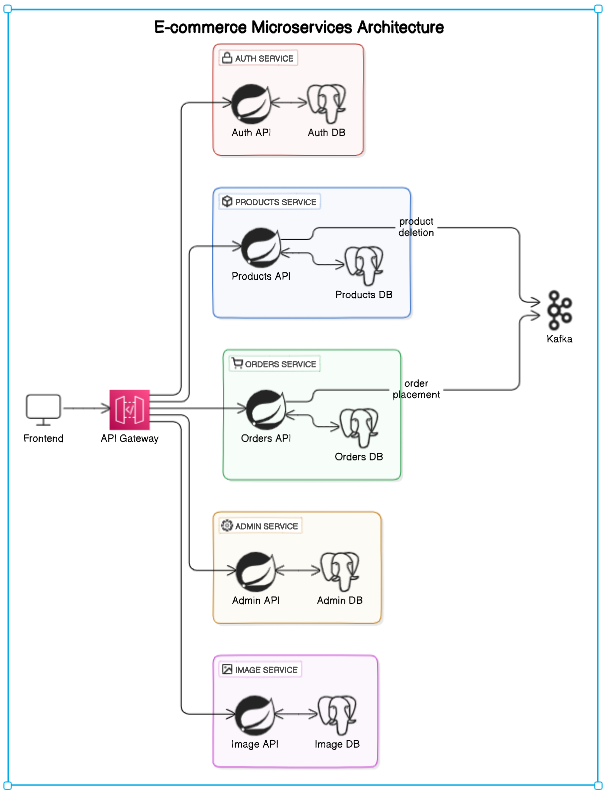 E-commerce Microservices Architecture
AUTH SERVICE
Auth API
Auth DB
PRODUCTS SERVICE
product
deletion
Products API
Products DB
Kafka
ORDERS SERVICE
order
placement
Frontend
API Gateway
Orders API
Orders DB
ADMIN SERVICE
Admin API
Admin DB
IMAGE SERVICE
Image API
Image DB